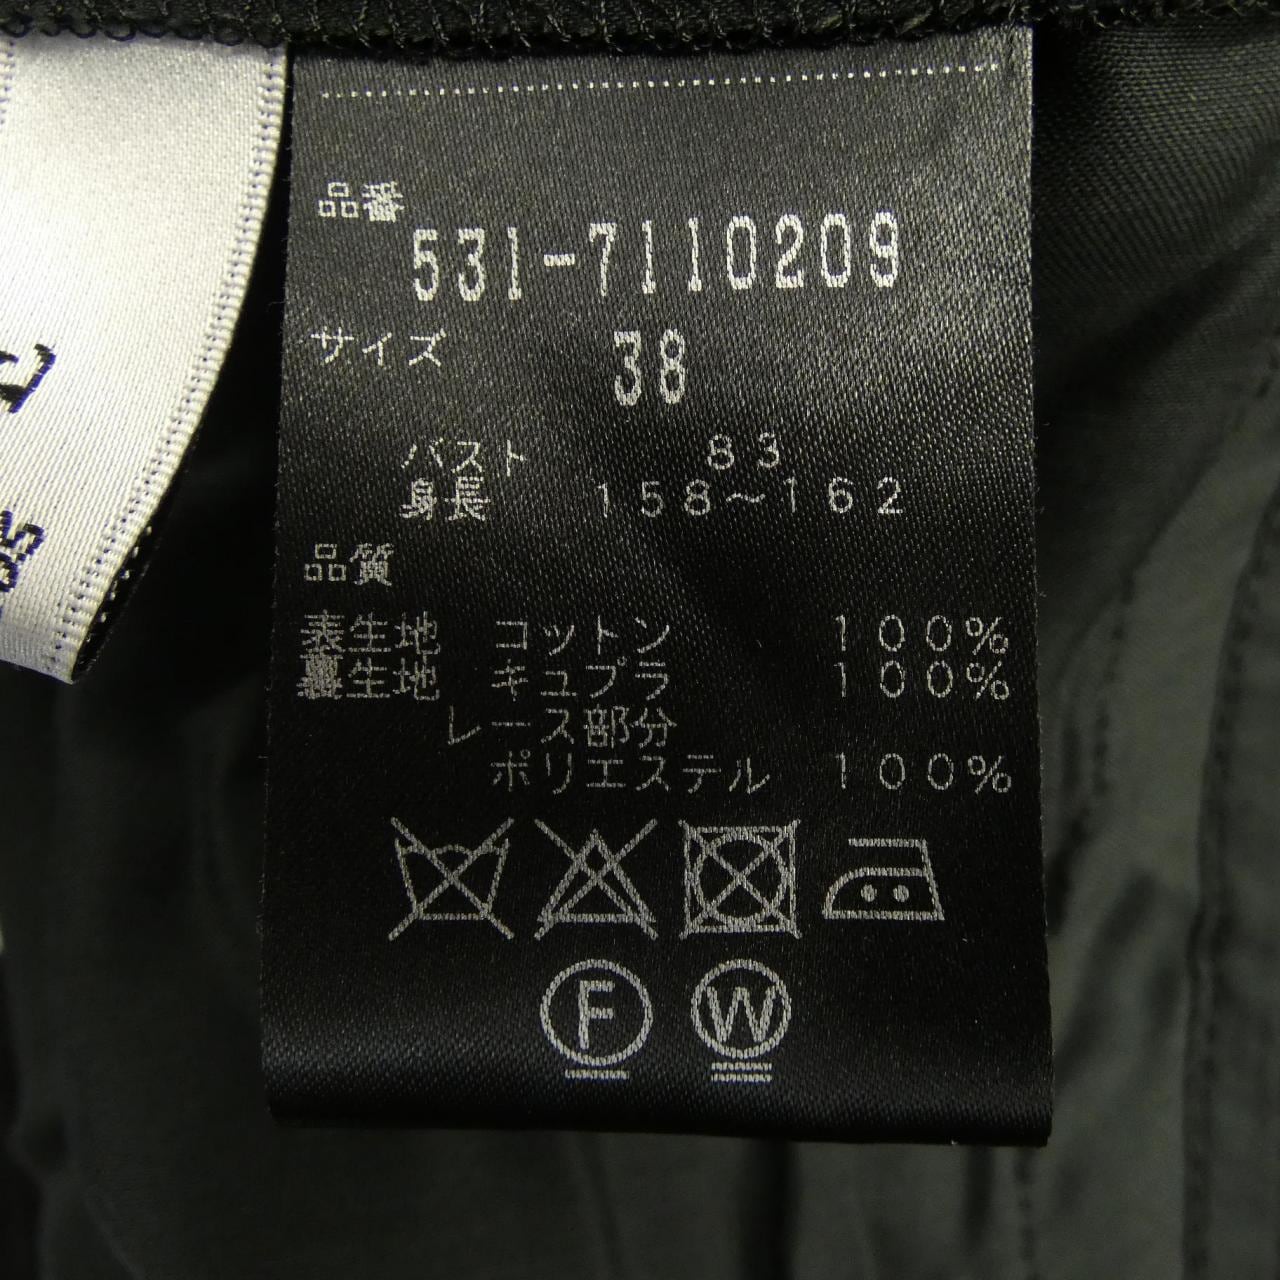 品番
531-7110209
サイズ 38
バスト 83
身長 158～162
品質
表生地 コットン 100%
裏生地 キュプラ 100%
レース部分
ポリエステル 100%
F W